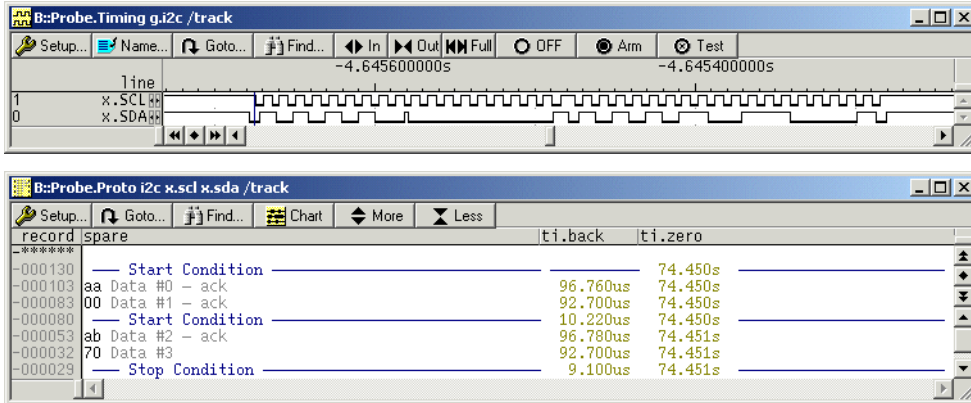 B::Probe.Timing g.i2c /track
Setup... Name... Goto... Find... In Out Full OFF Arm Test
-4.645600000s -4.645400000s
line
1 x.SCL
0 x.SDA
B::Probe.Proto i2c x.scl x.sda /track
Setup... Goto... Find... Chart More Less
record spare ti.back ti.zero
-******
-000130 Start Condition 74.450s
-000103 aa Data #0 – ack 96.760us 74.450s
-000083 00 Data #1 – ack 92.700us 74.450s
-000080 Start Condition 10.220us 74.450s
-000053 ab Data #2 – ack 96.780us 74.451s
-000032 70 Data #3 92.700us 74.451s
-000029 Stop Condition 9.100us 74.451s